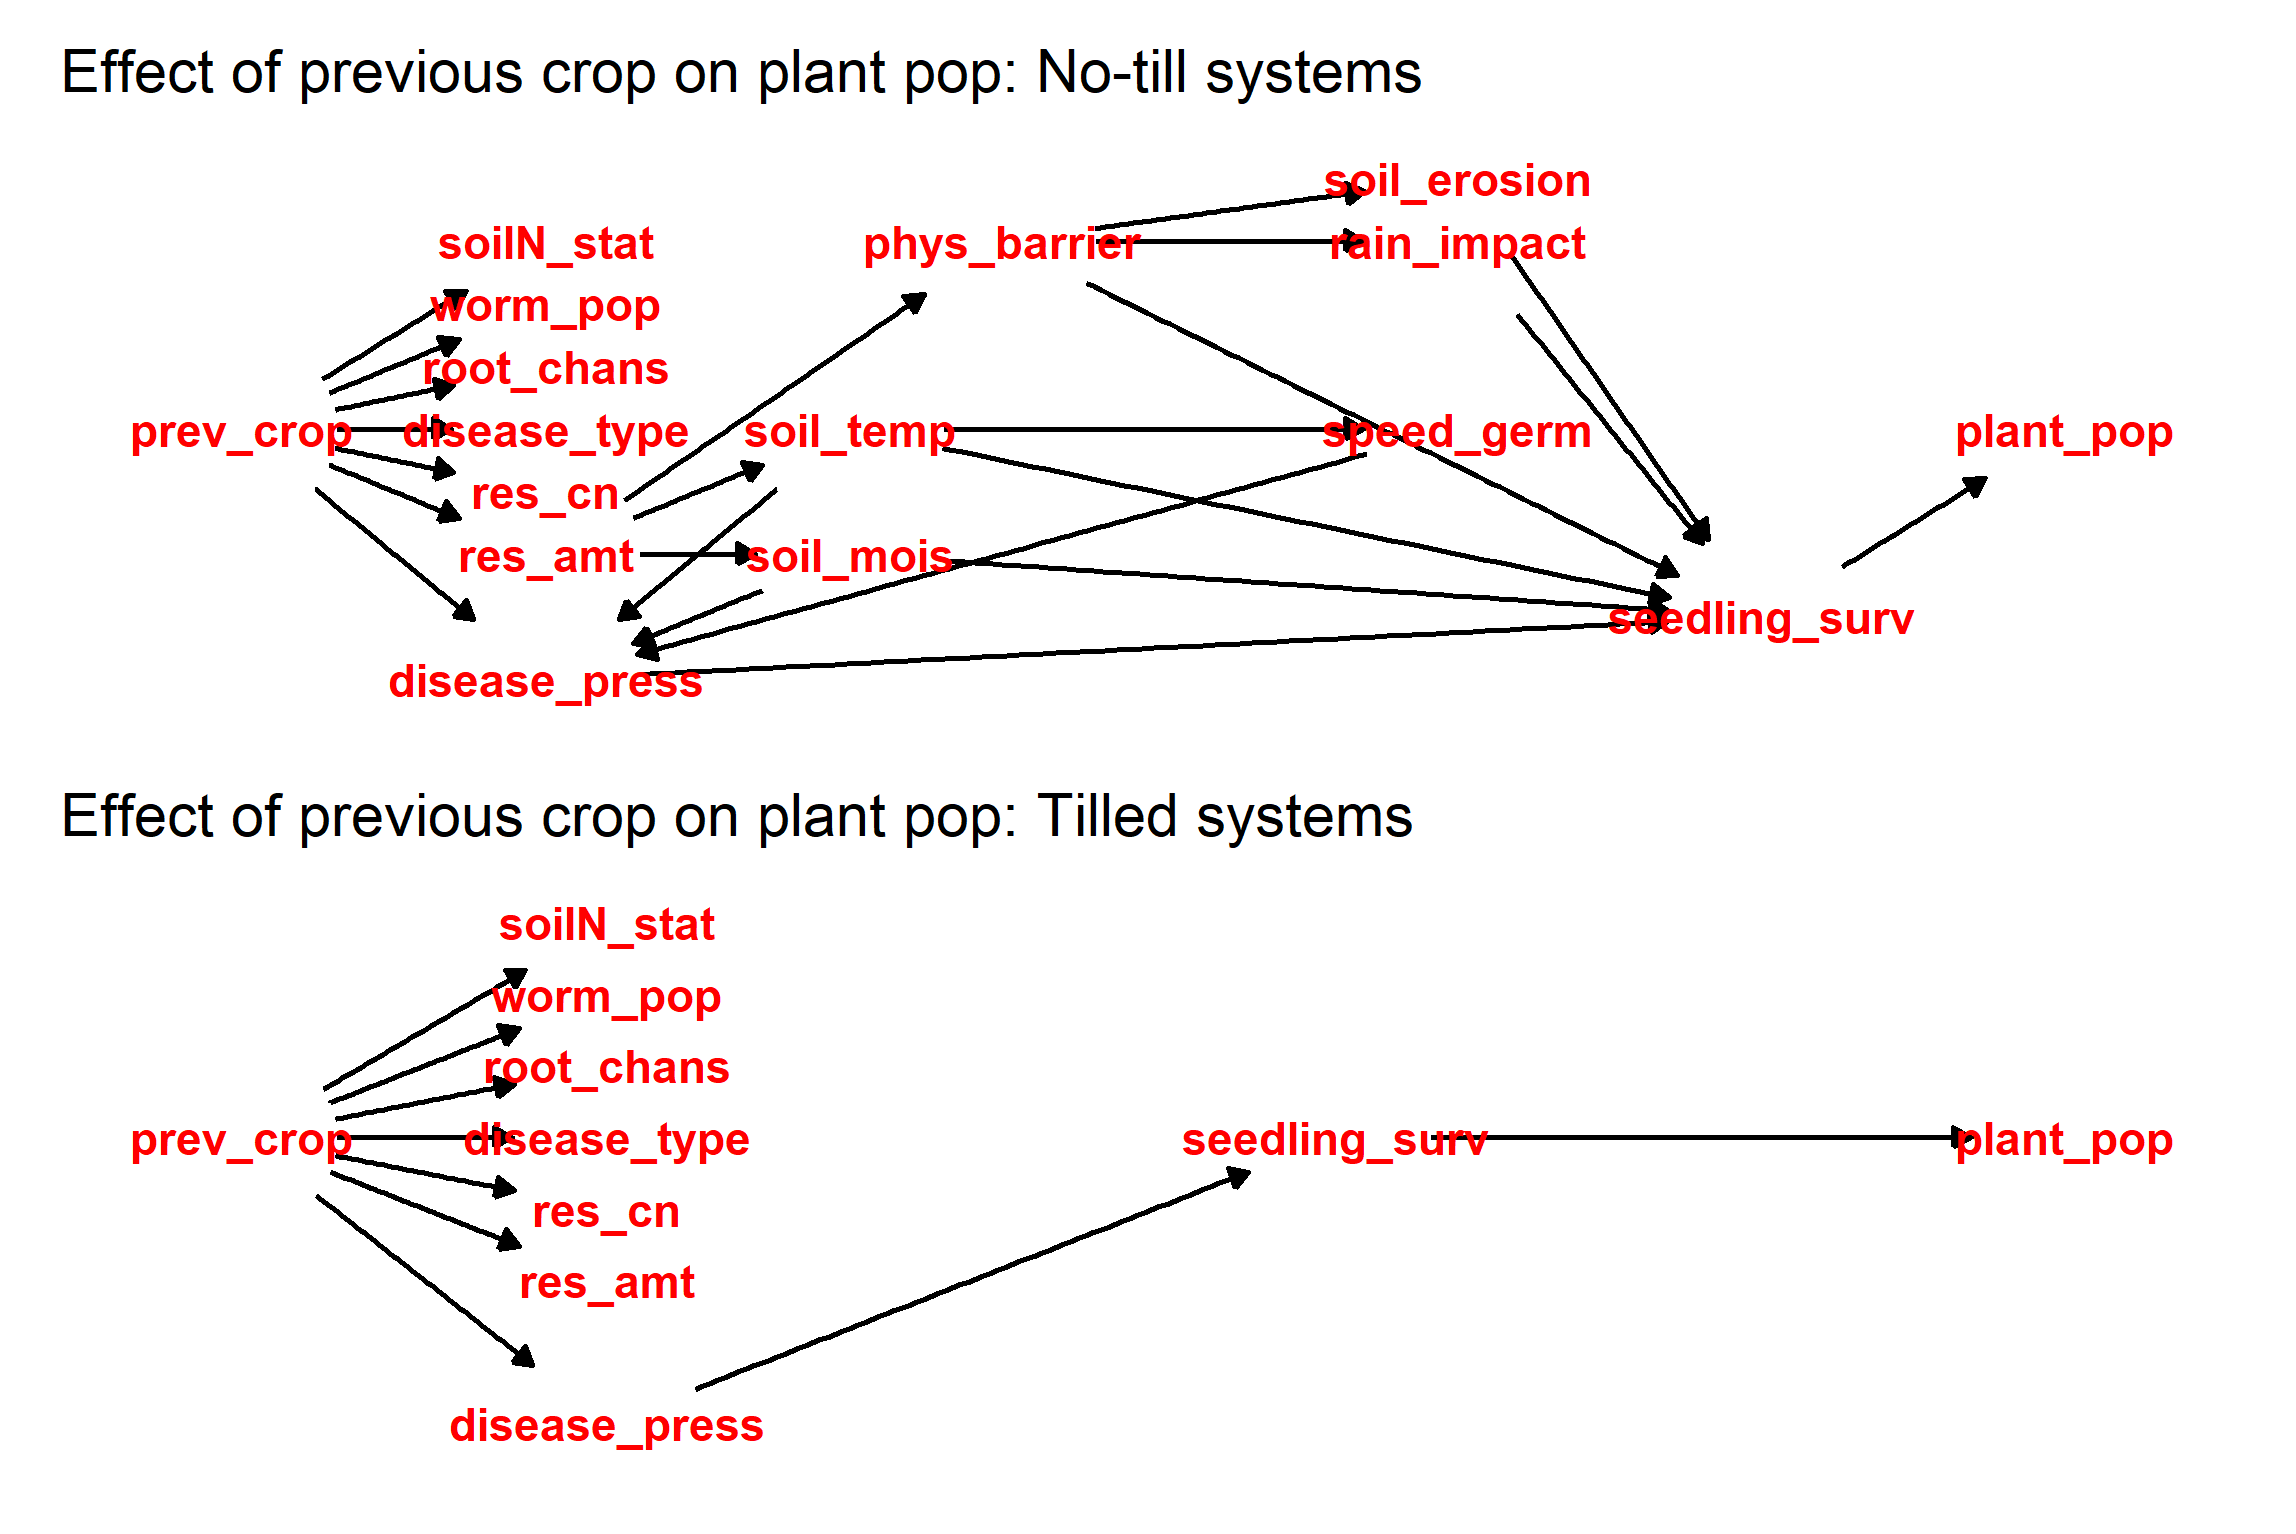 Effect of previous crop on plant pop: No-till systems
soil_erosion
soilN_stat
phys_barrier
rain_impact
worm_pop
root_chans
prev_crop
disease_type
soil_temp
speed_germ
plant_pop
res_cn
res_amt
soil_mois
seedling_surv
disease_press
Effect of previous crop on plant pop: Tilled systems
soilN_stat
worm_pop
root_chans
prev_crop
disease_type
seedling_surv
plant_pop
res_cn
res_amt
disease_press